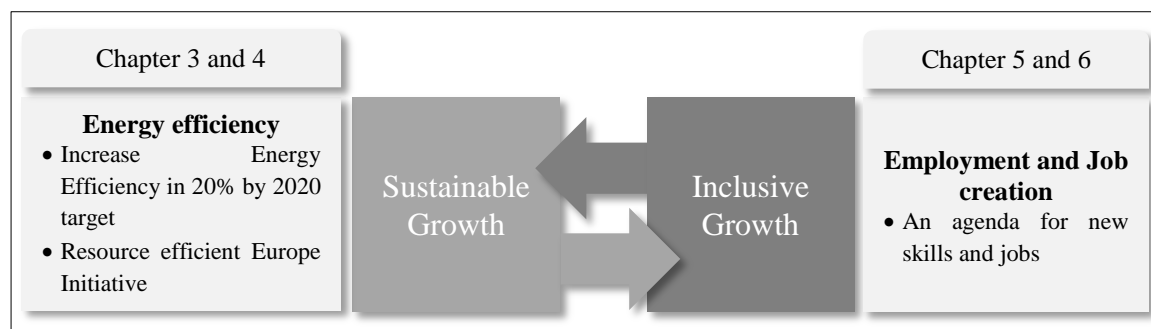 Chapter 3 and 4
Energy efficiency
• Increase Energy
Efficiency in 20% by 2020
target
• Resource efficient Europe
Initiative
Sustainable
Growth
Inclusive
Growth
Chapter 5 and 6
Employment and Job
creation
• An agenda for new
skills and jobs